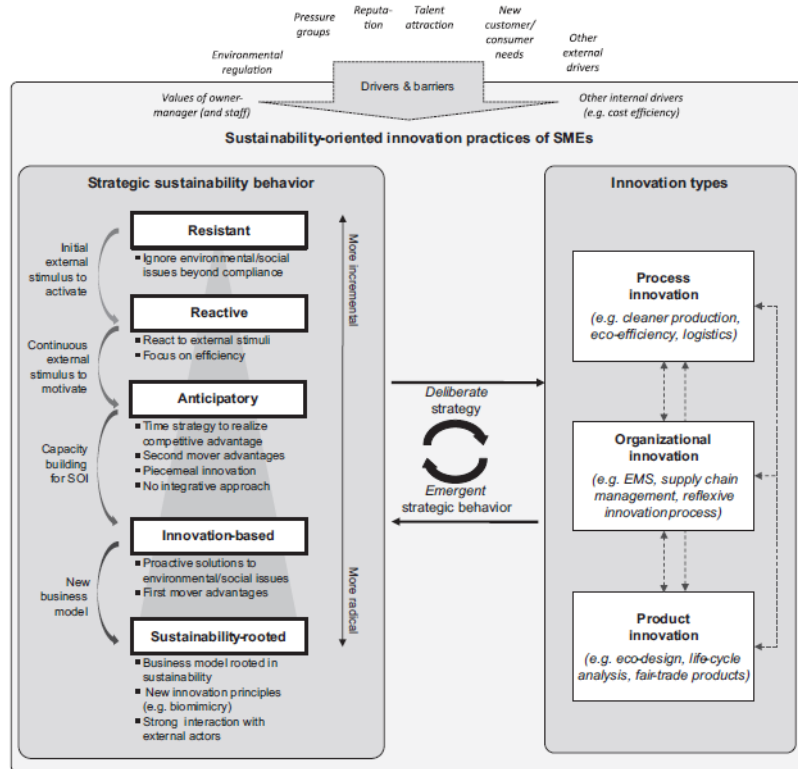 Pressure
groups
Reputa-
tion
Talent
attraction
New
customer/
consumer
needs
Other
external
drivers
Environmental
regulation
Drivers & barriers
Values of owner-
manager (and staff)
Other internal drivers
(e.g. cost efficiency)
Sustainability-oriented innovation practices of SMEs
Strategic sustainability behavior
Resistant
▪ Ignore environmental/social
issues beyond compliance
Initial
external
stimulus to
activate
Reactive
▪ React to external stimuli
▪ Focus on efficiency
Continuous
external
stimulus to
motivate
Anticipatory
▪ Time strategy to realize
competitive advantage
▪ Second mover advantages
▪ Piecemeal innovation
▪ No integrative approach
Capacity
building
for SOI
Innovation-based
▪ Proactive solutions to
environmental/social issues
▪ First mover advantages
New
business
model
Sustainability-rooted
▪ Business model rooted in
sustainability
▪ New innovation principles
(e.g. biomimicry)
▪ Strong interaction with
external actors
More incremental
More radical
Deliberate
strategy
Emergent
strategic behavior
Innovation types
Process
innovation
(e.g. cleaner production,
eco-efficiency, logistics)
Organizational
innovation
(e.g. EMS, supply chain
management, reflexive
innovation process)
Product
innovation
(e.g. eco-design, life-cycle
analysis, fair-trade products)